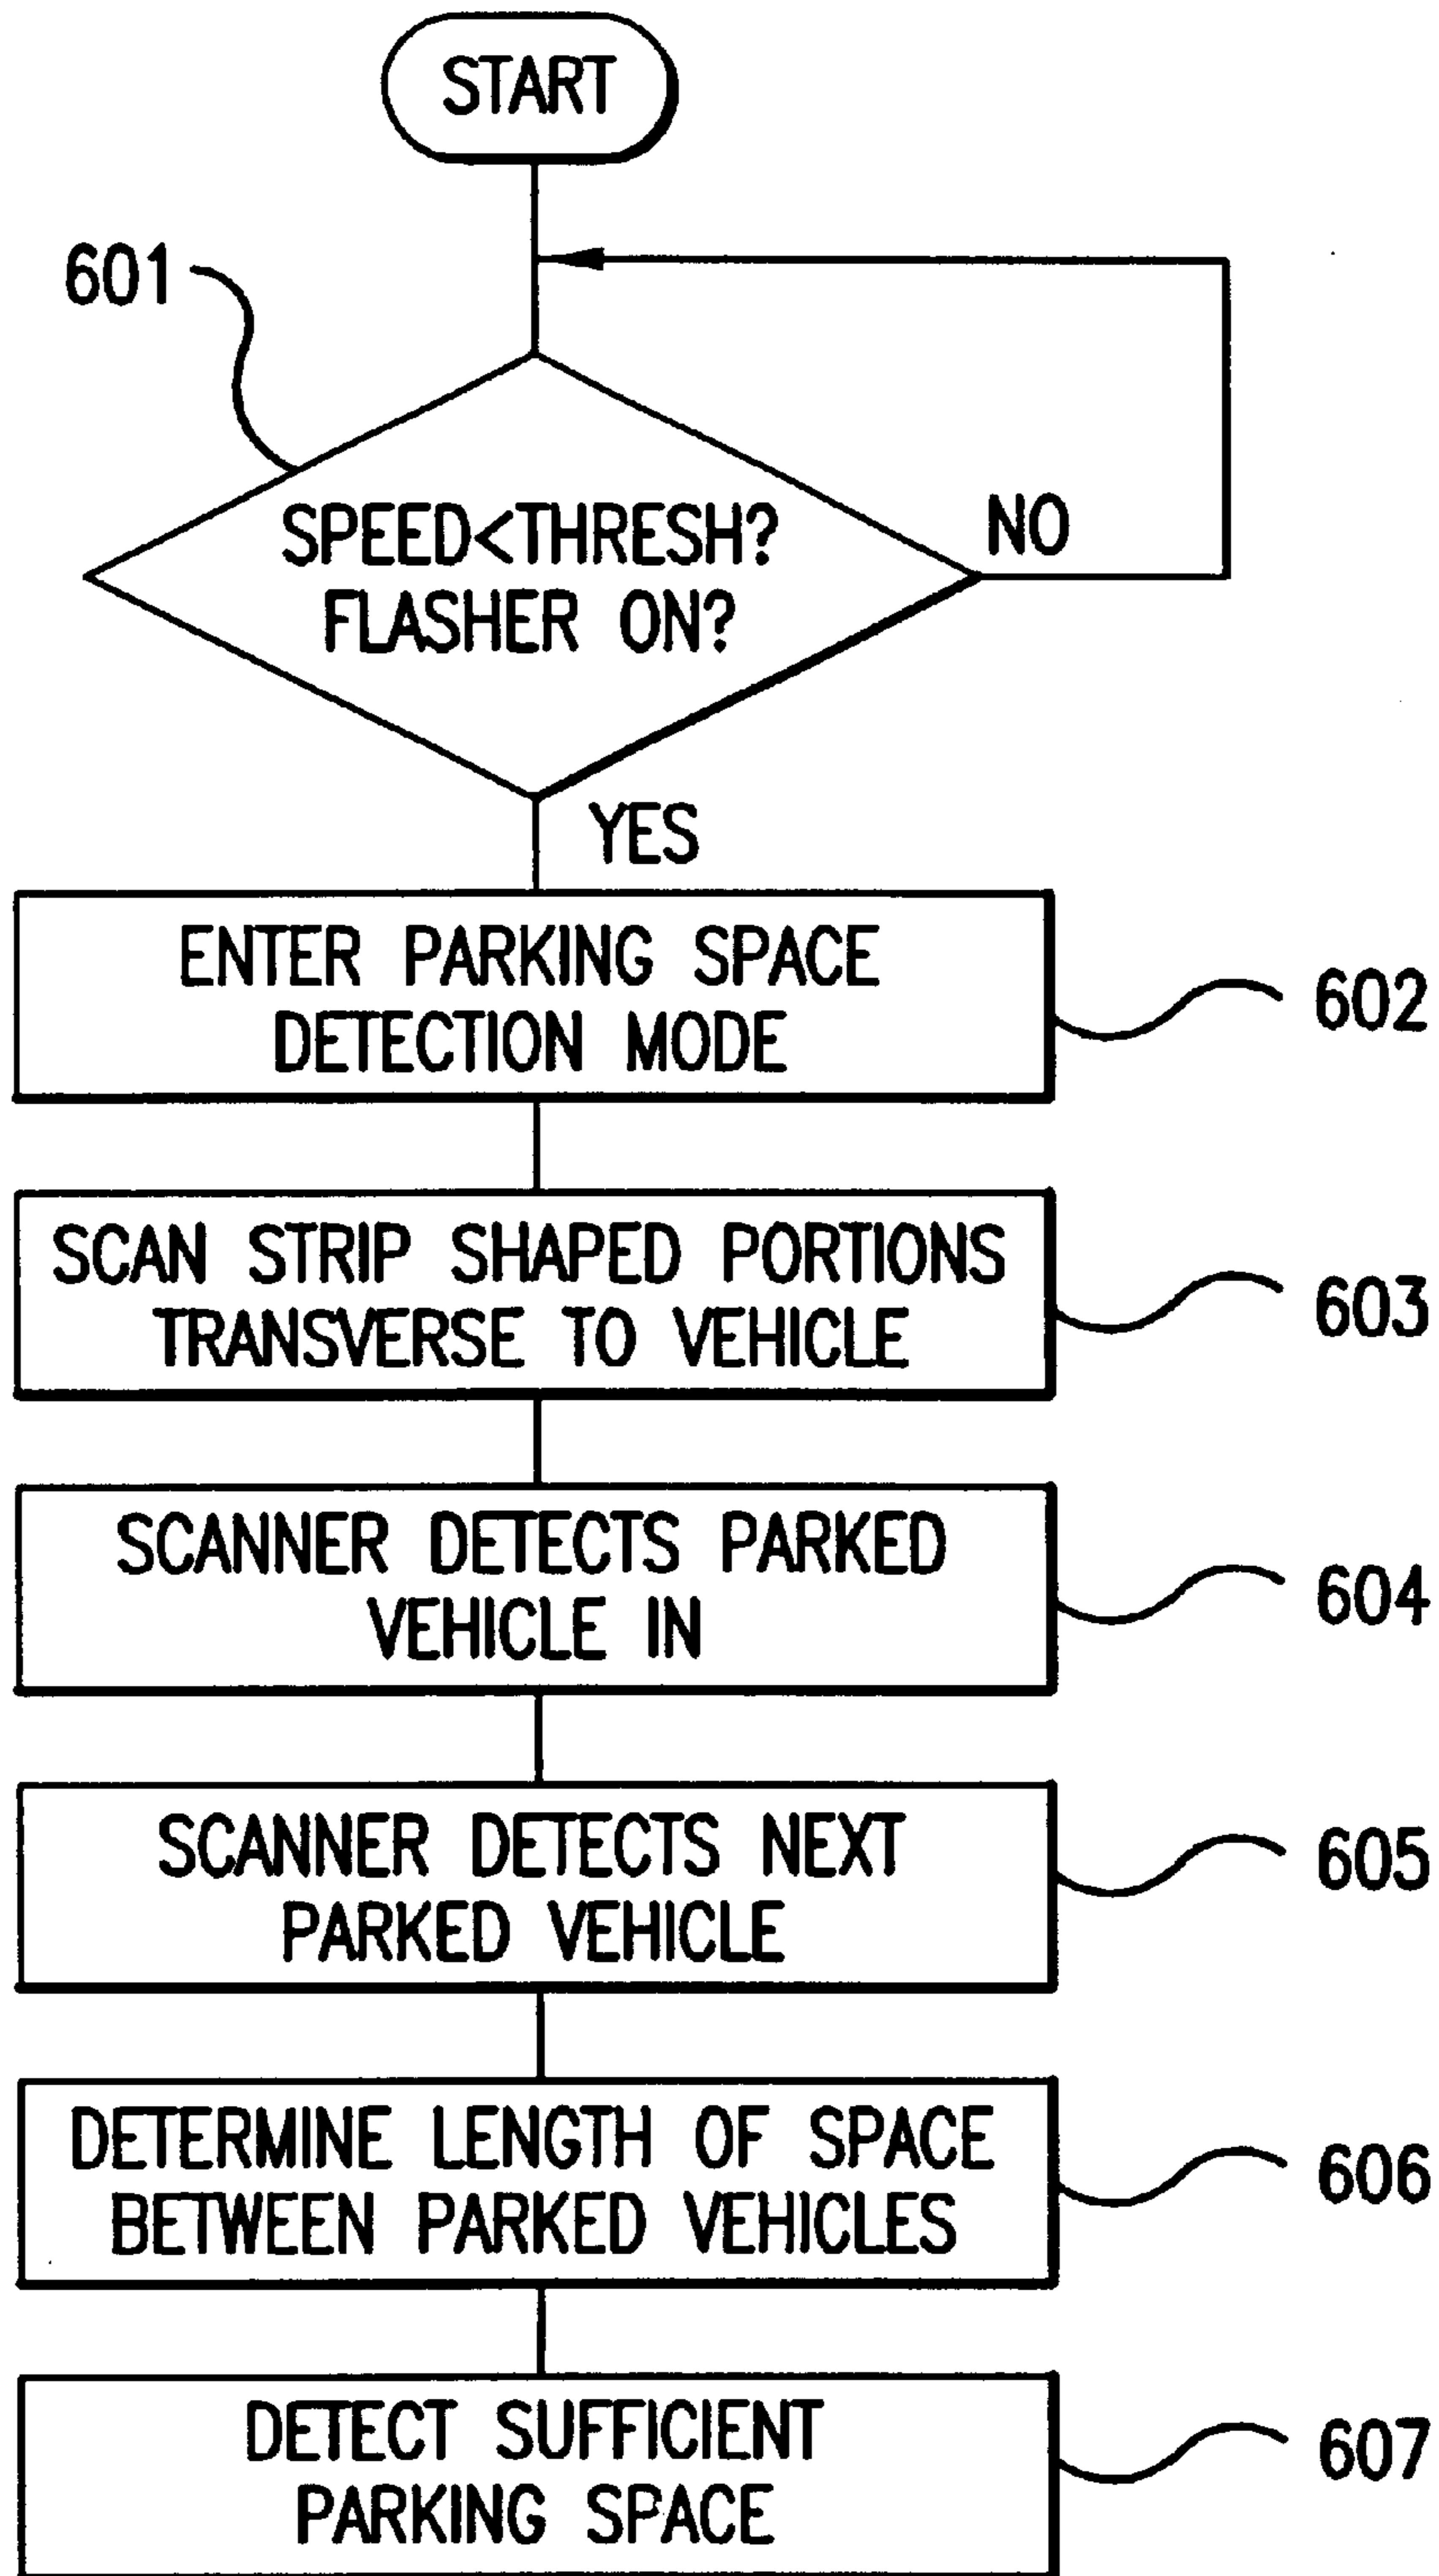 START
601
SPEED<THRESH?
FLASHER ON?
NO
YES
ENTER PARKING SPACE
DETECTION MODE
602
SCAN STRIP SHAPED PORTIONS
TRANSVERSE TO VEHICLE
603
SCANNER DETECTS PARKED
VEHICLE IN
604
SCANNER DETECTS NEXT
PARKED VEHICLE
605
DETERMINE LENGTH OF SPACE
BETWEEN PARKED VEHICLES
606
DETECT SUFFICIENT
PARKING SPACE
607